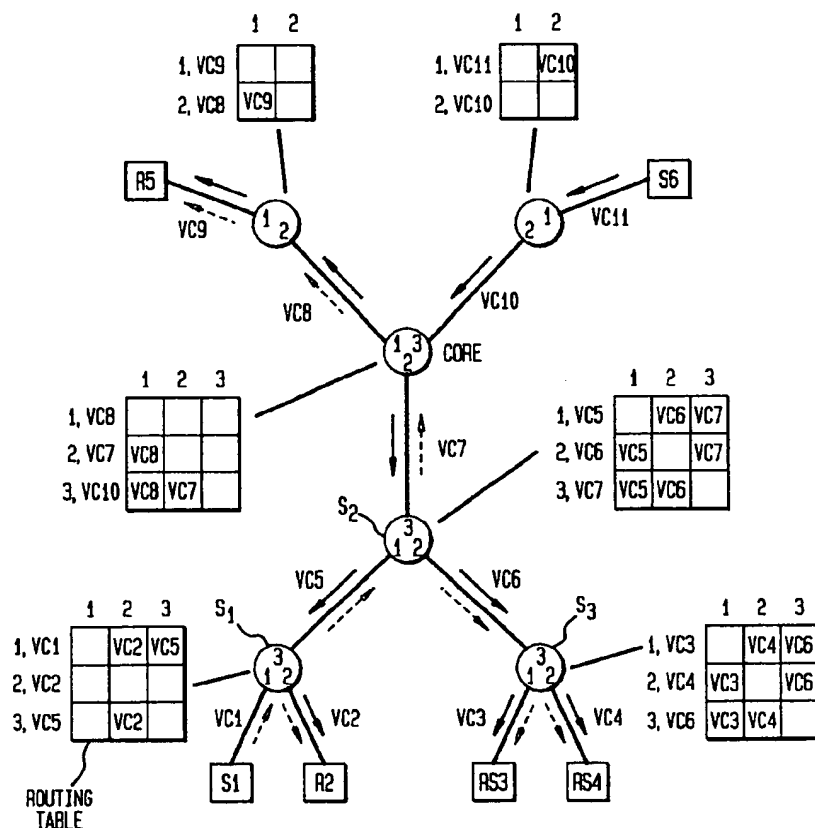 1 2
1, VC9
2, VC8 VC9
1 2
1, VC11 VC10
2, VC10
R5
S6
VC9
1 2
2 1
VC11
VC8
VC10
1 3
2
CORE
1 2 3
1, VC8
2, VC7 VC8
3, VC10 VC8 VC7
VC7
1 2 3
1, VC5 VC6 VC7
2, VC6 VC5 VC7
3, VC7 VC5 VC6
S2
3
1 2
VC5
VC6
1 2 3
1, VC1 VC2 VC5
2, VC2
3, VC5 VC2
S1
3
1 2
S3
3
1 2
1 2 3
1, VC3 VC4 VC6
2, VC4 VC3 VC6
3, VC6 VC3 VC4
VC1
VC2
VC3
VC4
S1
R2
RS3
RS4
ROUTING
TABLE